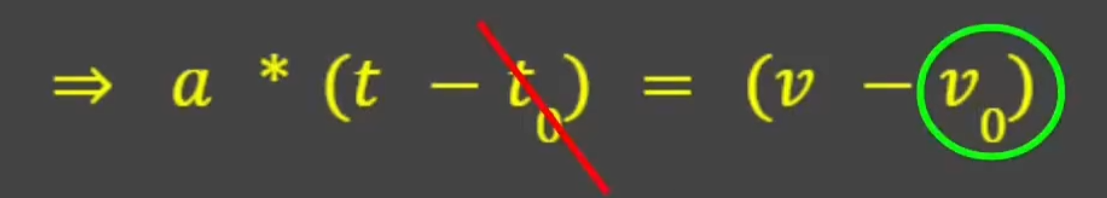 ⇒ a * (t − t₀) = (v − v₀)